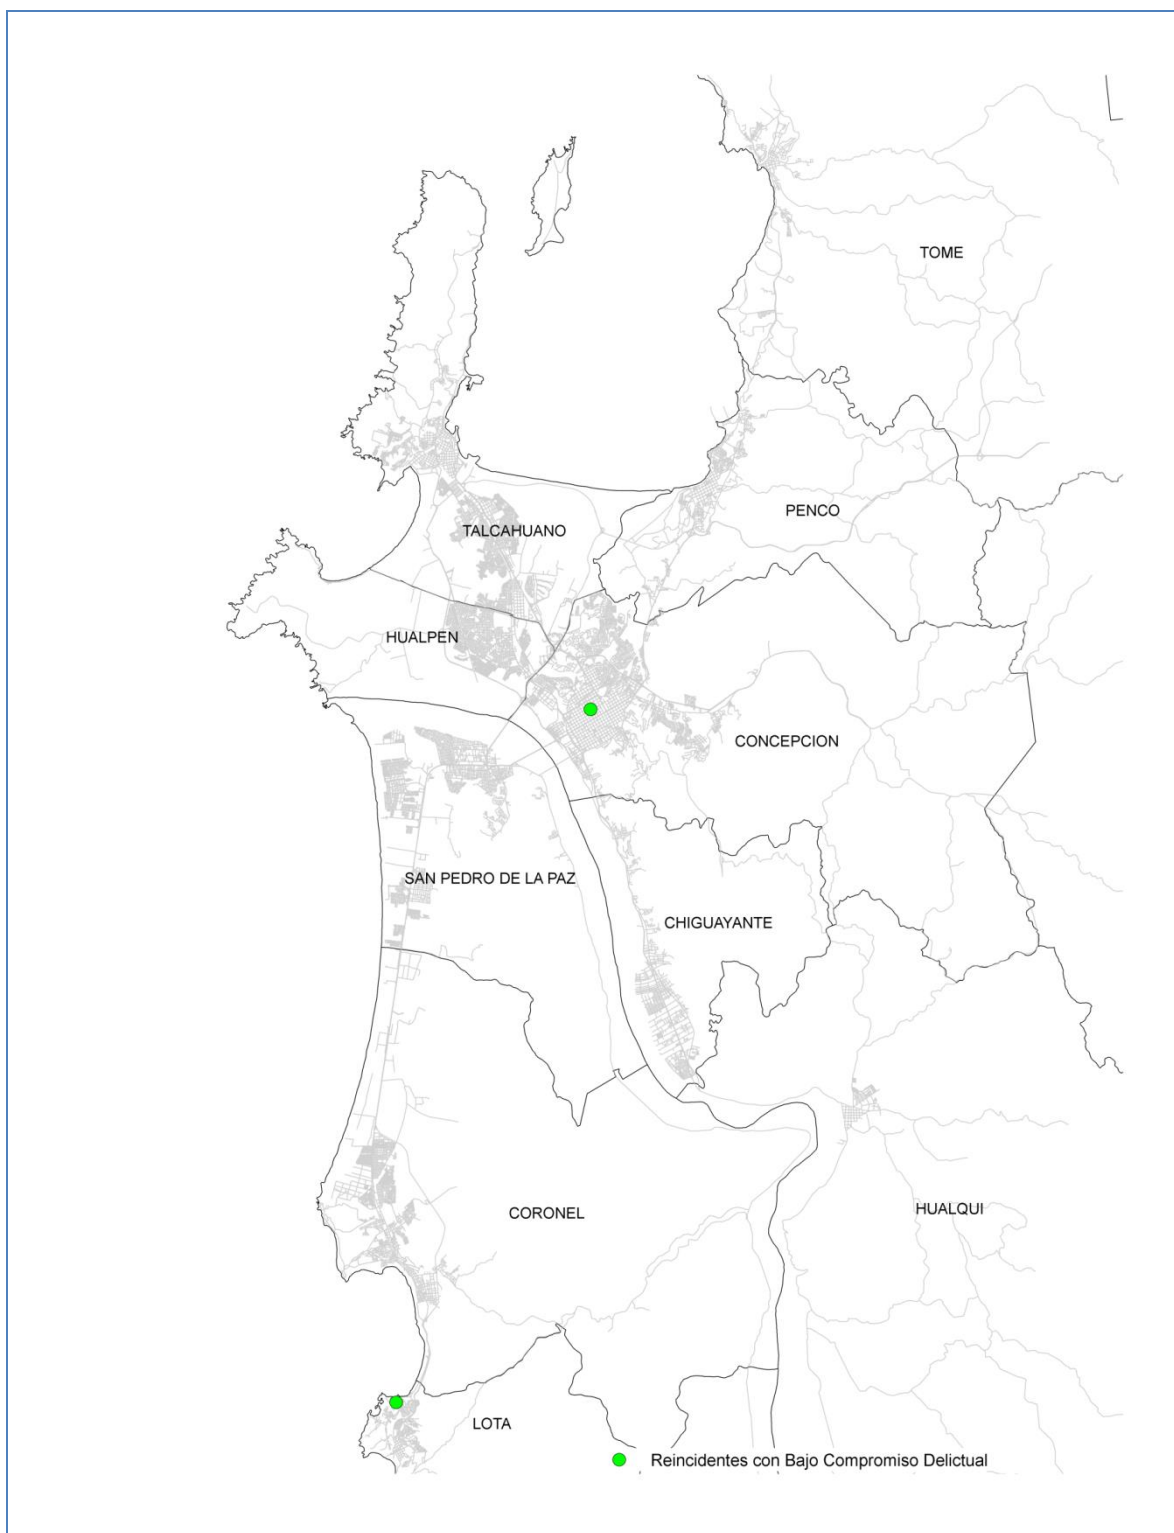 TOME
PENCO
TALCAHUANO
HUALPEN
CONCEPCION
SAN PEDRO DE LA PAZ
CHIGUAYANTE
CORONEL
HUALQUI
LOTA
Reincidentes con Bajo Compromiso Delictual